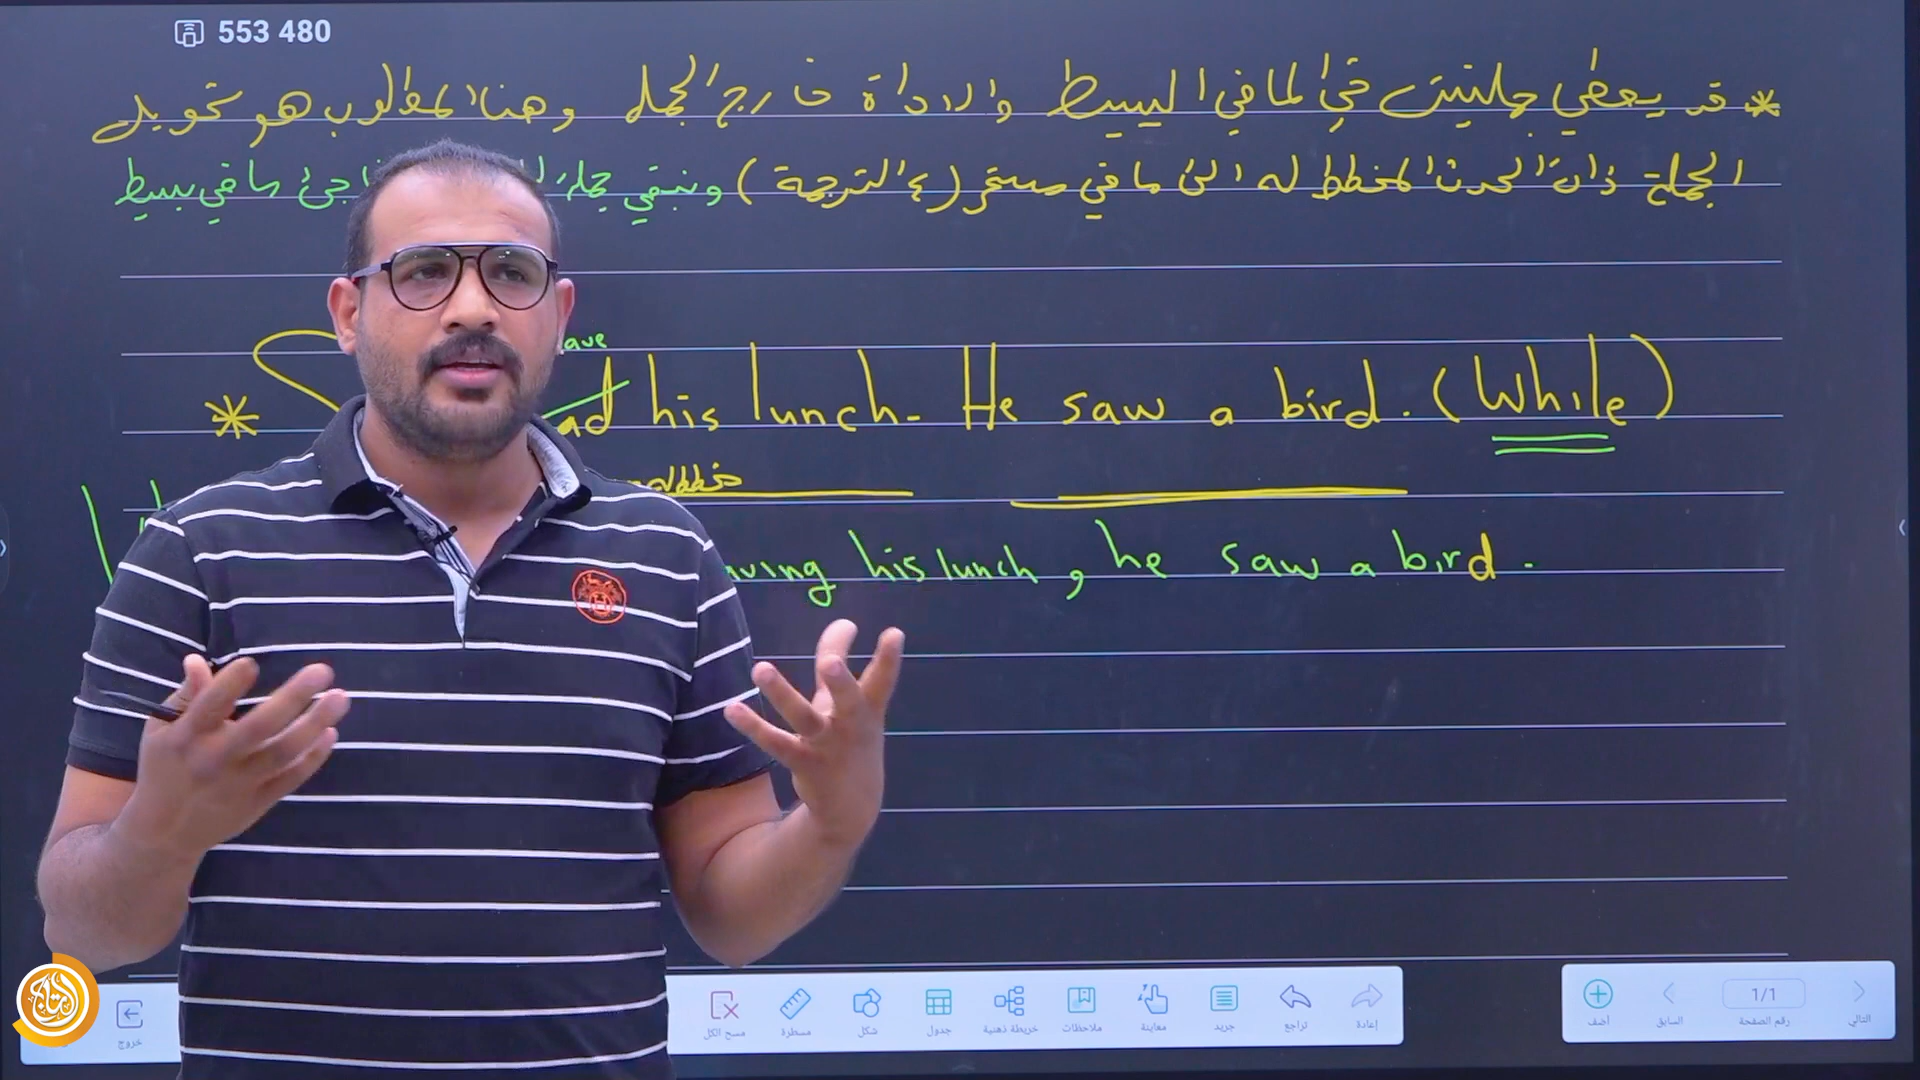 553 480
* قد يعطي جملتين في الماضي البسيط والاداة خارج الجمله وهنا المطلوب هو تحويل
الجملة ذات الحدث المخطط له الى ماضي مستمر (ع الترجمة) ونبقي جملة ماضي بسيط
ave
* his lunch. He saw a bird. (While)
مخطط له
his lunch, he saw a bird.
خروج
مسح الكل
مسطرة
شكل
جدول
خريطة ذهنية
ملاحظات
معاينة
جريد
تراجع
إعادة
أضف
السابق
1/1
رقم الصفحة
التالي